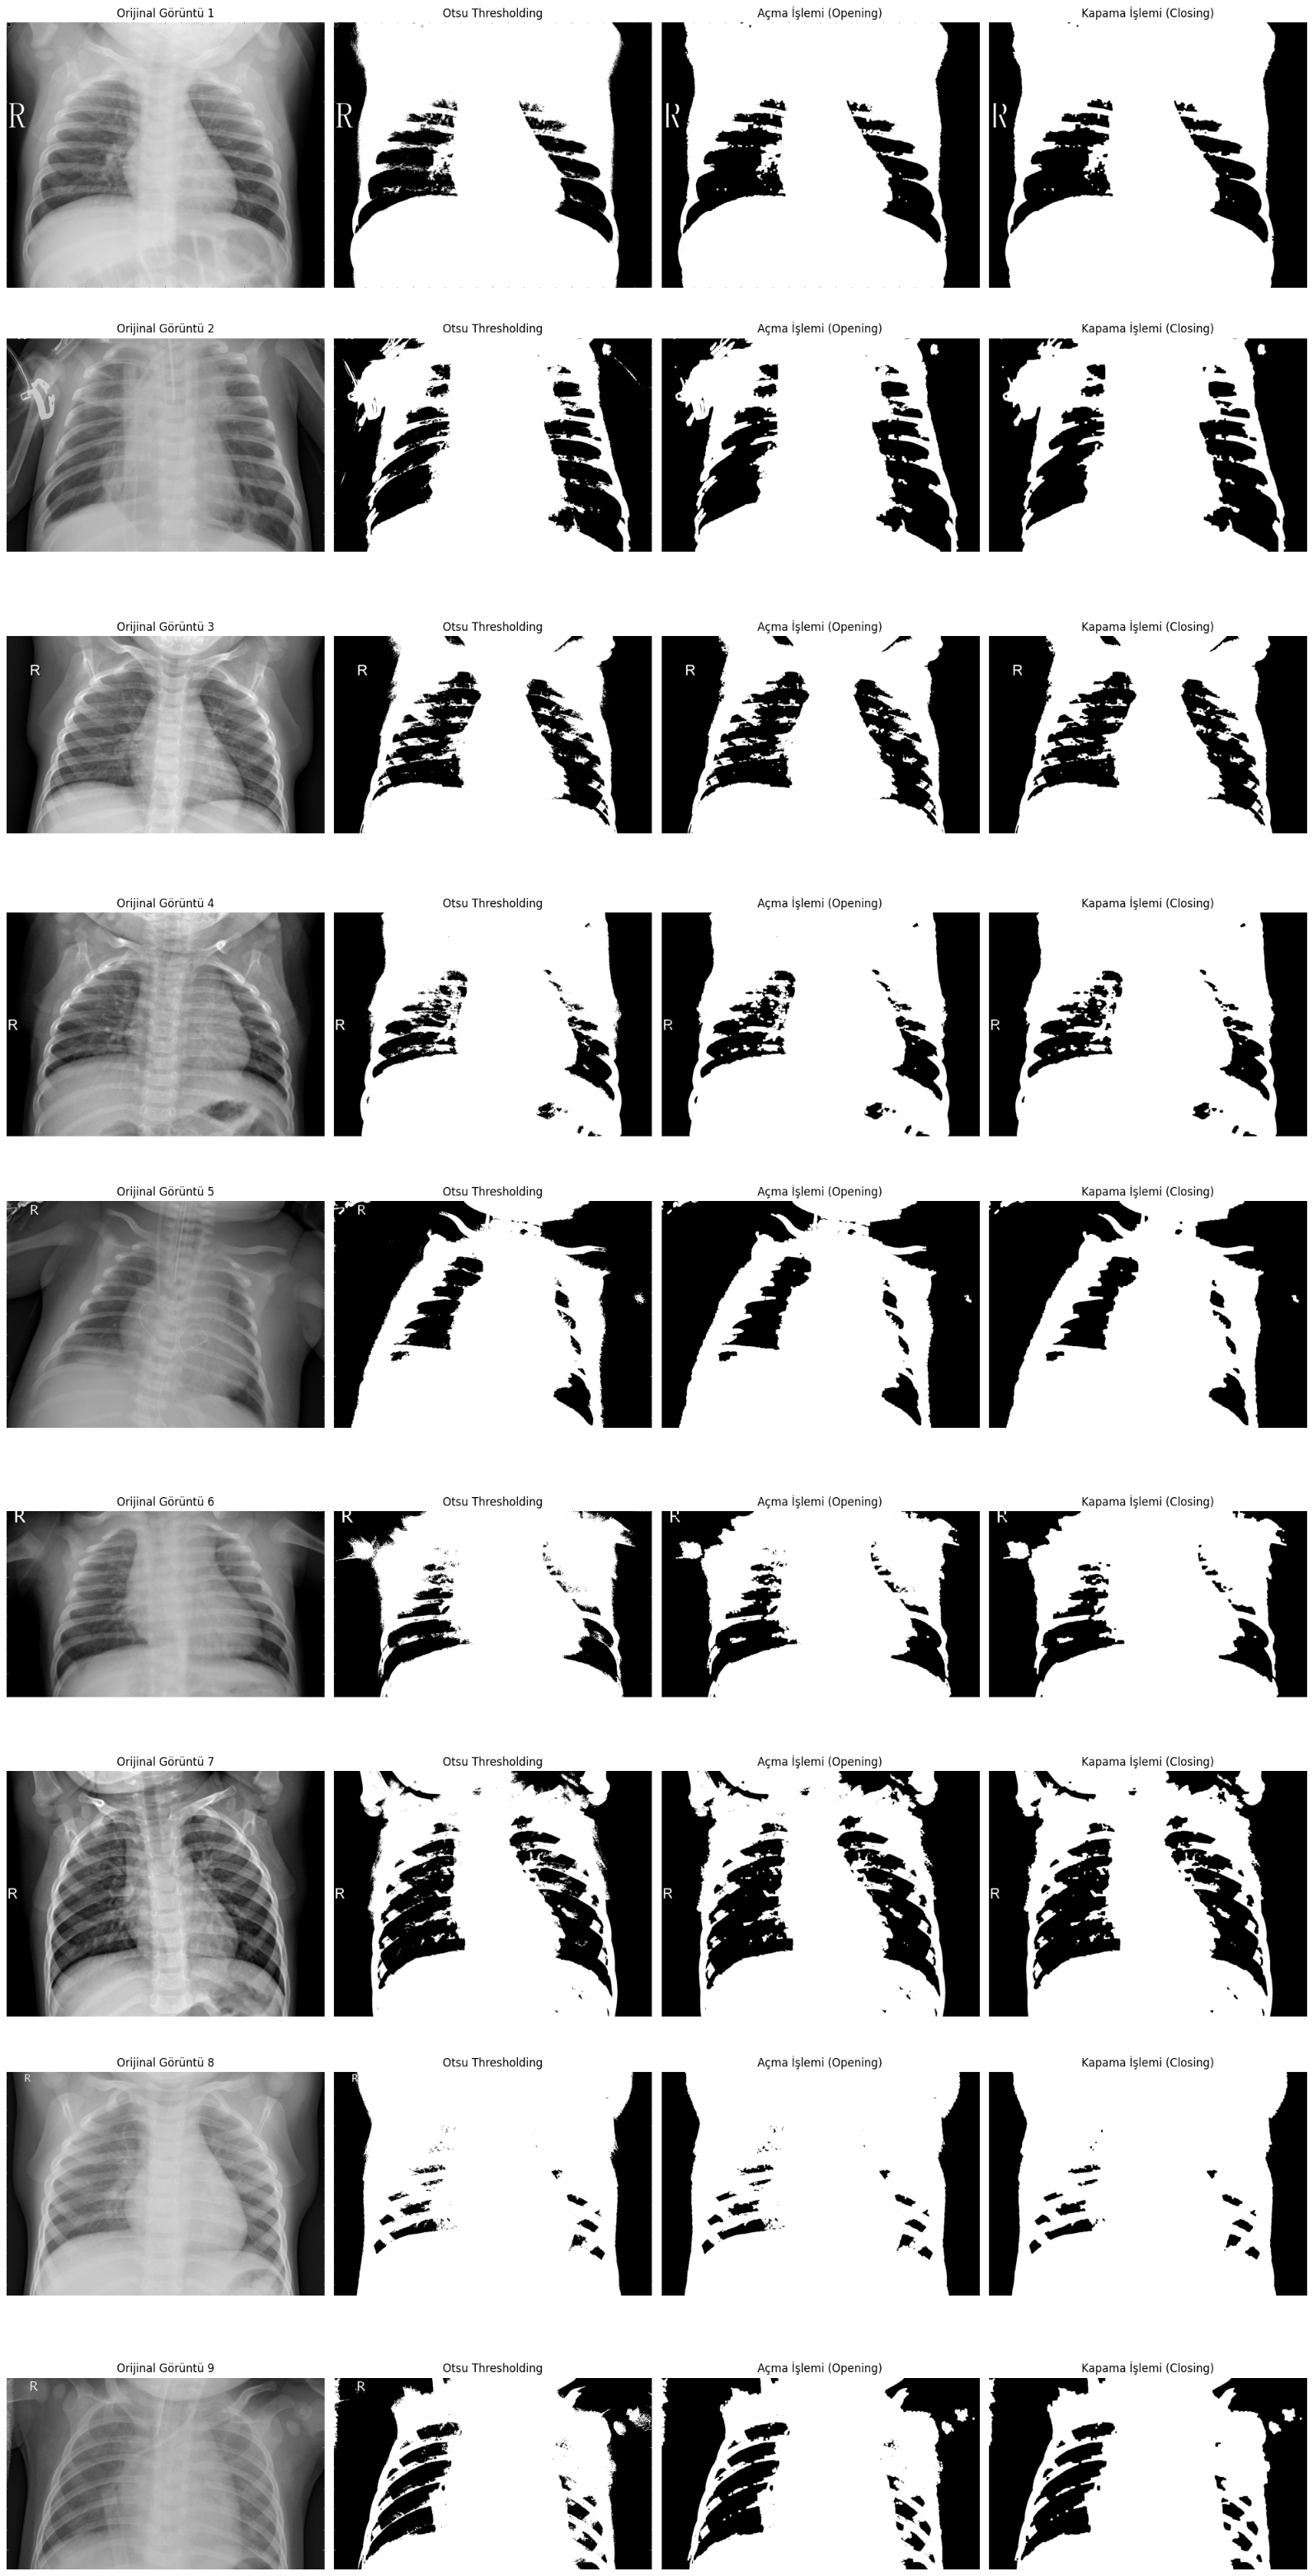 Orijinal Görüntü 1 Otsu Thresholding Açma İşlemi (Opening) Kapama İşlemi (Closing)
R R R R
Orijinal Görüntü 2 Otsu Thresholding Açma İşlemi (Opening) Kapama İşlemi (Closing)
Orijinal Görüntü 3 Otsu Thresholding Açma İşlemi (Opening) Kapama İşlemi (Closing)
R R R R
Orijinal Görüntü 4 Otsu Thresholding Açma İşlemi (Opening) Kapama İşlemi (Closing)
R R R R
Orijinal Görüntü 5 Otsu Thresholding Açma İşlemi (Opening) Kapama İşlemi (Closing)
R R
Orijinal Görüntü 6 Otsu Thresholding Açma İşlemi (Opening) Kapama İşlemi (Closing)
R R R R
Orijinal Görüntü 7 Otsu Thresholding Açma İşlemi (Opening) Kapama İşlemi (Closing)
R R R R
Orijinal Görüntü 8 Otsu Thresholding Açma İşlemi (Opening) Kapama İşlemi (Closing)
R R
Orijinal Görüntü 9 Otsu Thresholding Açma İşlemi (Opening) Kapama İşlemi (Closing)
R R